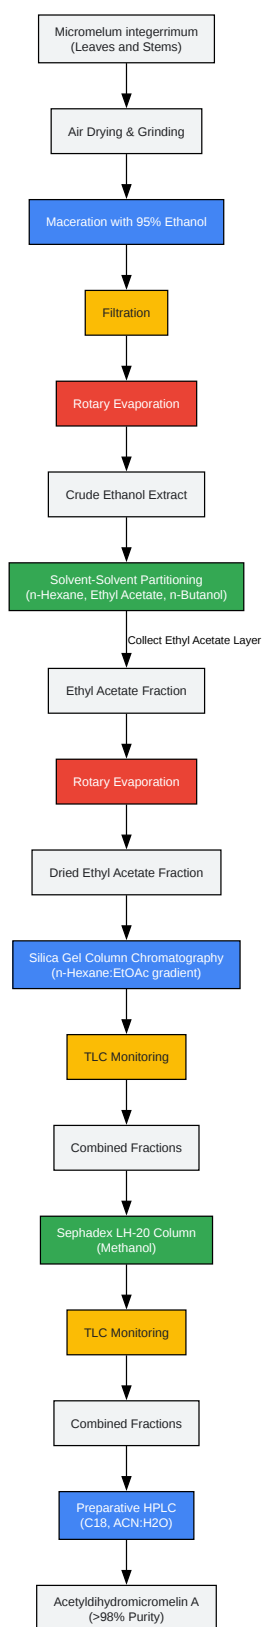 Micromelum integerrimum
(Leaves and Stems)
Air Drying & Grinding
Maceration with 95% Ethanol
Filtration
Rotary Evaporation
Crude Ethanol Extract
Solvent-Solvent Partitioning
(n-Hexane, Ethyl Acetate, n-Butanol)
Collect Ethyl Acetate Layer
Ethyl Acetate Fraction
Rotary Evaporation
Dried Ethyl Acetate Fraction
Silica Gel Column Chromatography
(n-Hexane:EtOAc gradient)
TLC Monitoring
Combined Fractions
Sephadex LH-20 Column
(Methanol)
TLC Monitoring
Combined Fractions
Preparative HPLC
(C18, ACN:H2O)
Acetyldihydromicromelin A
(>98% Purity)